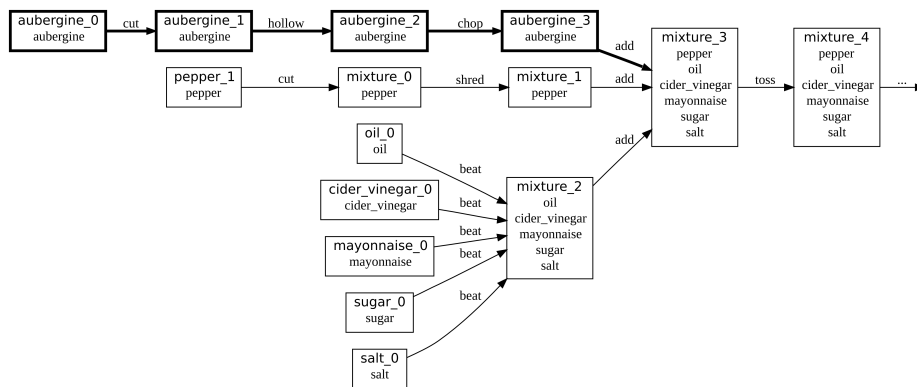 aubergine_0
aubergine
cut
aubergine_1
aubergine
hollow
aubergine_2
aubergine
chop
aubergine_3
aubergine
add
pepper_1
pepper
cut
mixture_0
pepper
shred
mixture_1
pepper
add
mixture_3
pepper
oil
cider_vinegar
mayonnaise
sugar
salt
toss
mixture_4
pepper
oil
cider_vinegar
mayonnaise
sugar
salt
...
oil_0
oil
beat
cider_vinegar_0
cider_vinegar
beat
mayonnaise_0
mayonnaise
beat
sugar_0
sugar
beat
salt_0
salt
beat
mixture_2
oil
cider_vinegar
mayonnaise
sugar
salt
add